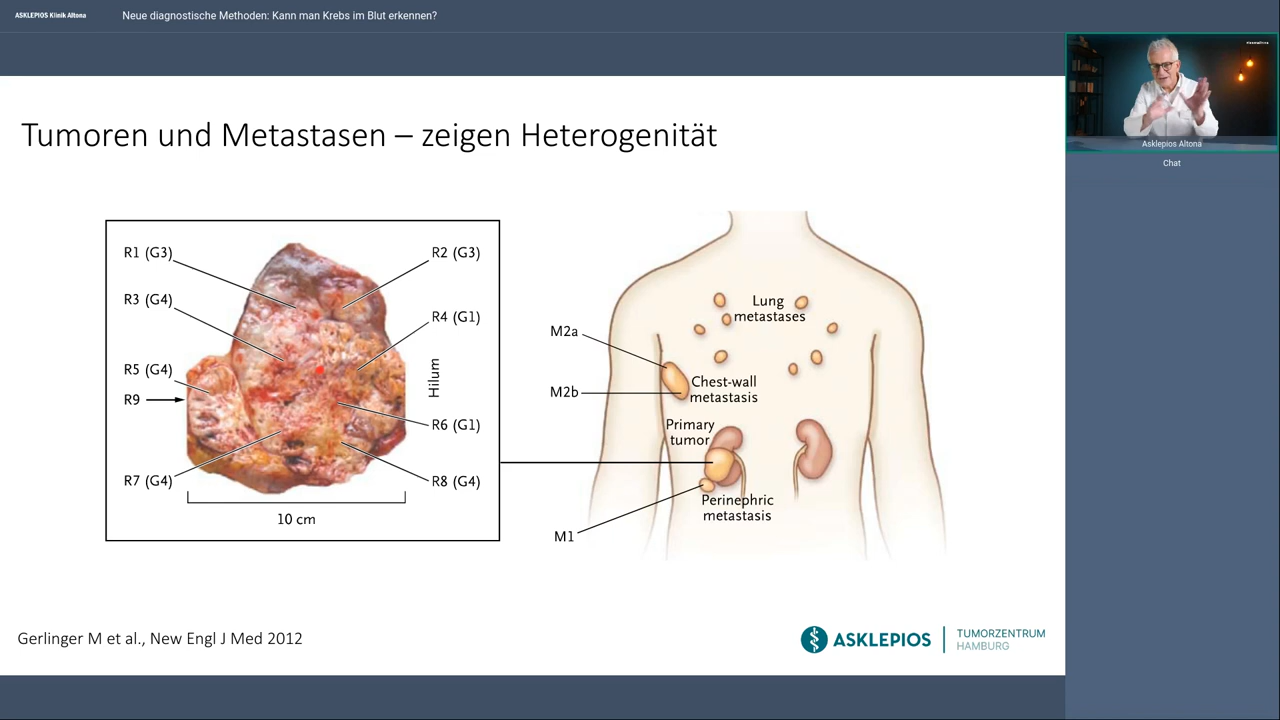 ASKLEPIOS Klinik Altona
Neue diagnostische Methoden: Kann man Krebs im Blut erkennen?
Asklepios Altona
Chat
Tumoren und Metastasen – zeigen Heterogenität
R1 (G3)
R2 (G3)
R3 (G4)
R4 (G1)
R5 (G4)
R9
Hilum
R6 (G1)
R7 (G4)
R8 (G4)
10 cm
Lung
metastases
M2a
M2b
Chest-wall
metastasis
Primary
tumor
Perinephric
metastasis
M1
Gerlinger M et al., New Engl J Med 2012
ASKLEPIOS
TUMORZENTRUM
HAMBURG